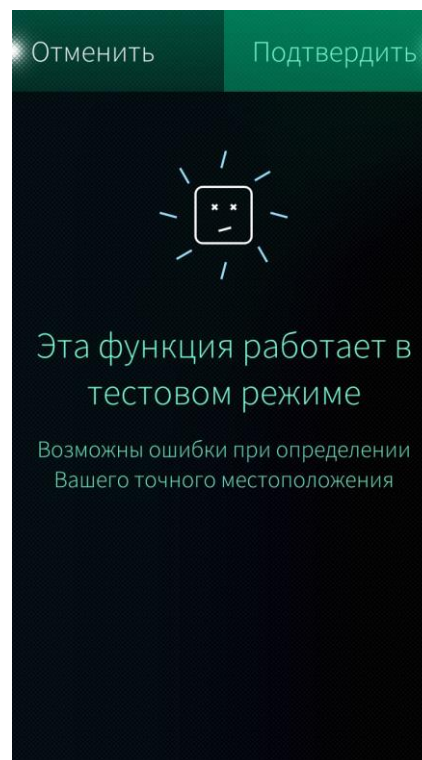 Отменить
Подтвердить
Эта функция работает в
тестовом режиме
Возможны ошибки при определении
Вашего точного местоположения